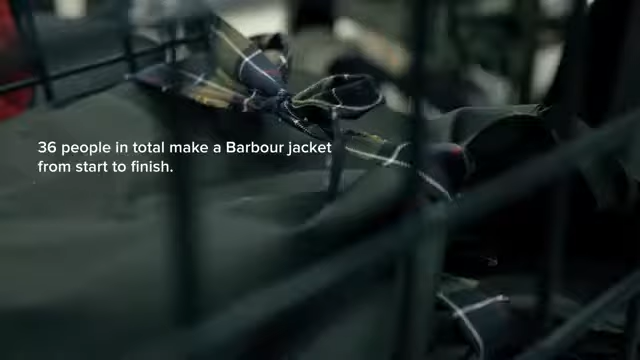 36 people in total make a Barbour jacket
from start to finish.